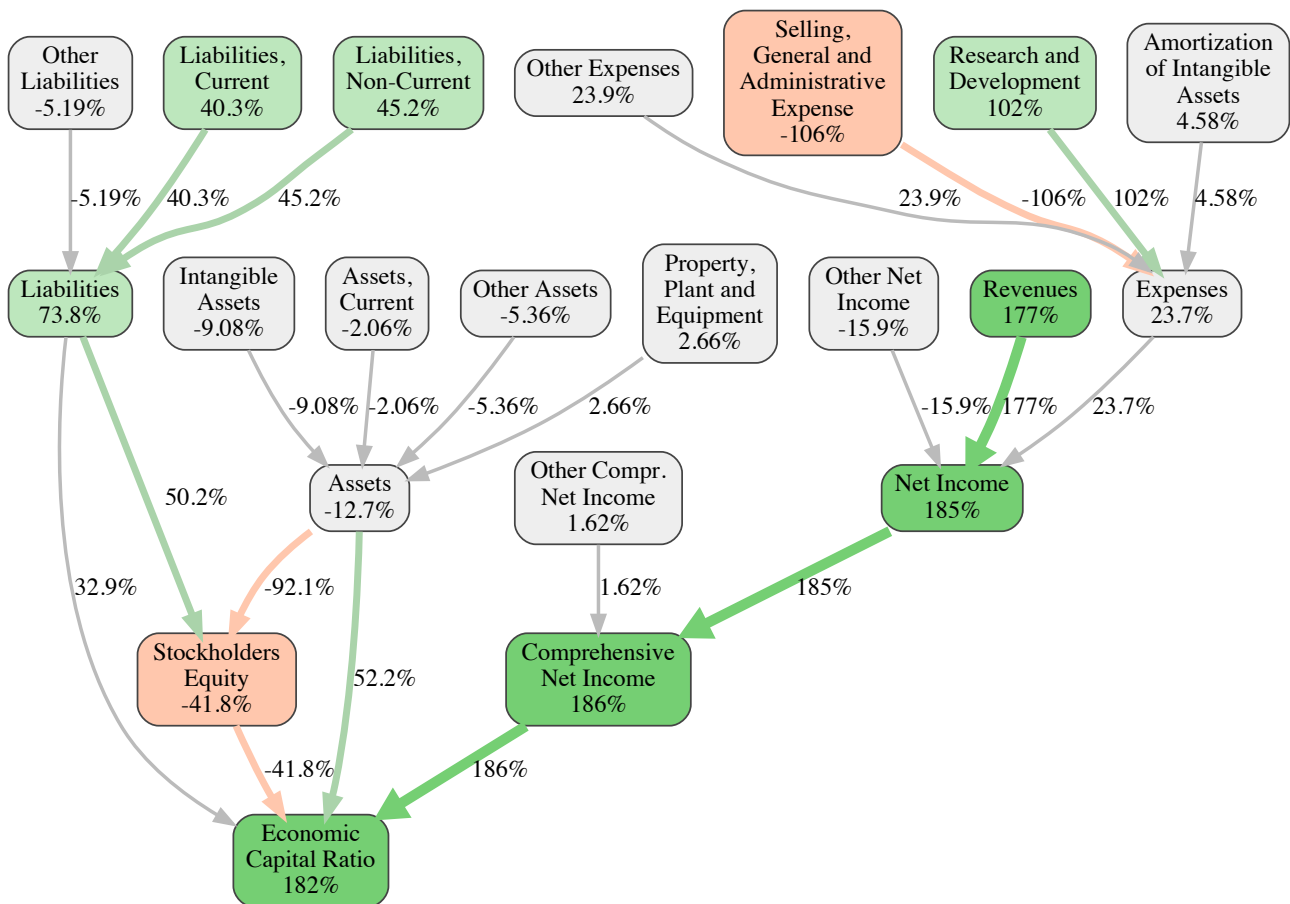 Other
Liabilities
-5.19%
Liabilities,
Current
40.3%
Liabilities,
Non-Current
45.2%
Other Expenses
23.9%
Selling,
General and
Administrative
Expense
-106%
Research and
Development
102%
Amortization
of Intangible
Assets
4.58%
-5.19%
40.3%
45.2%
23.9%
-106%
102%
4.58%
Liabilities
73.8%
Intangible
Assets
-9.08%
Assets,
Current
-2.06%
Other Assets
-5.36%
Property,
Plant and
Equipment
2.66%
Other Net
Income
-15.9%
Revenues
177%
Expenses
23.7%
-9.08%
-2.06%
-5.36%
2.66%
-15.9%
177%
23.7%
50.2%
Assets
-12.7%
Other Compr.
Net Income
1.62%
Net Income
185%
32.9%
-92.1%
1.62%
185%
Stockholders
Equity
-41.8%
52.2%
Comprehensive
Net Income
186%
-41.8%
186%
Economic
Capital Ratio
182%